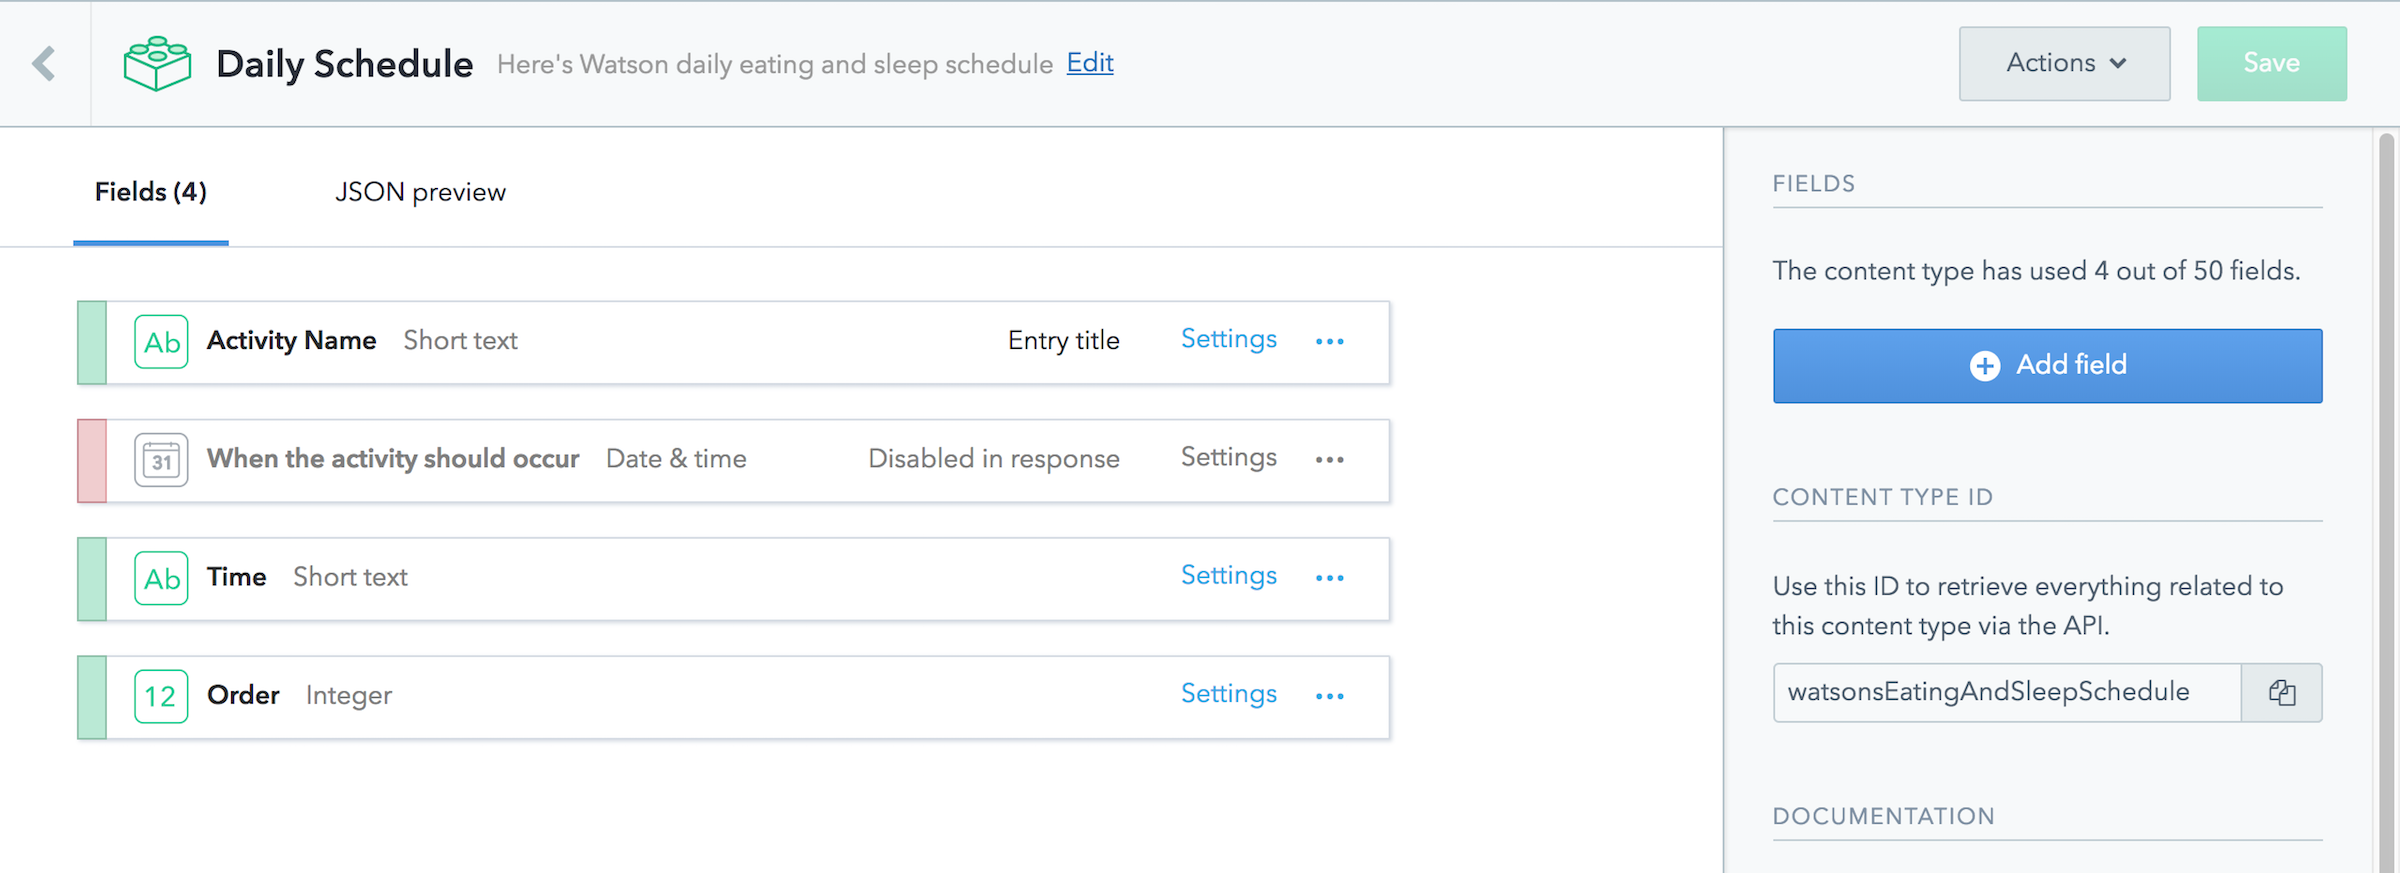 Daily Schedule Here's Watson daily eating and sleep schedule Edit Actions Save
Fields (4) JSON preview
Ab Activity Name Short text Entry title Settings ...
31 When the activity should occur Date & time Disabled in response Settings ...
Ab Time Short text Settings ...
12 Order Integer Settings ...
FIELDS
The content type has used 4 out of 50 fields.
Add field
CONTENT TYPE ID
Use this ID to retrieve everything related to
this content type via the API.
watsonsEatingAndSleepSchedule
DOCUMENTATION